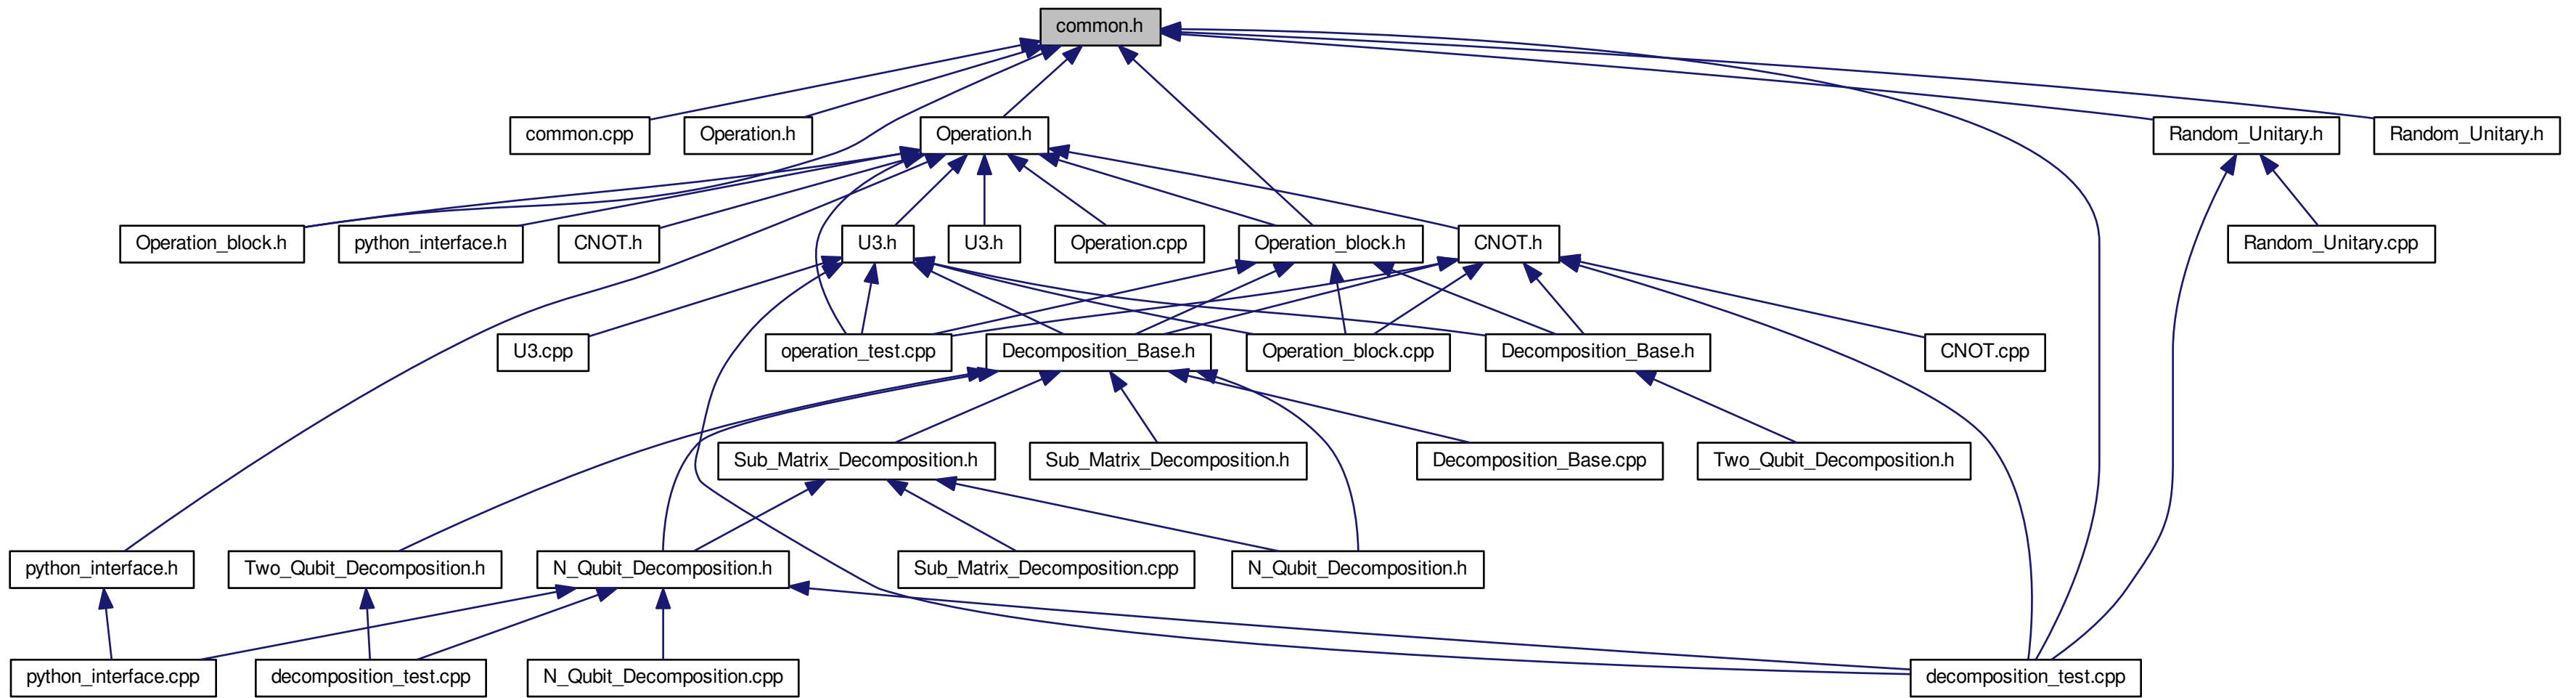 common.h
common.cpp
Operation.h
Operation.h
Random_Unitary.h
Random_Unitary.h
Operation_block.h
python_interface.h
CNOT.h
U3.h
U3.h
Operation.cpp
Operation_block.h
CNOT.h
Random_Unitary.cpp
U3.cpp
operation_test.cpp
Decomposition_Base.h
Operation_block.cpp
Decomposition_Base.h
CNOT.cpp
Sub_Matrix_Decomposition.h
Sub_Matrix_Decomposition.h
Decomposition_Base.cpp
Two_Qubit_Decomposition.h
python_interface.h
Two_Qubit_Decomposition.h
N_Qubit_Decomposition.h
Sub_Matrix_Decomposition.cpp
N_Qubit_Decomposition.h
python_interface.cpp
decomposition_test.cpp
N_Qubit_Decomposition.cpp
decomposition_test.cpp